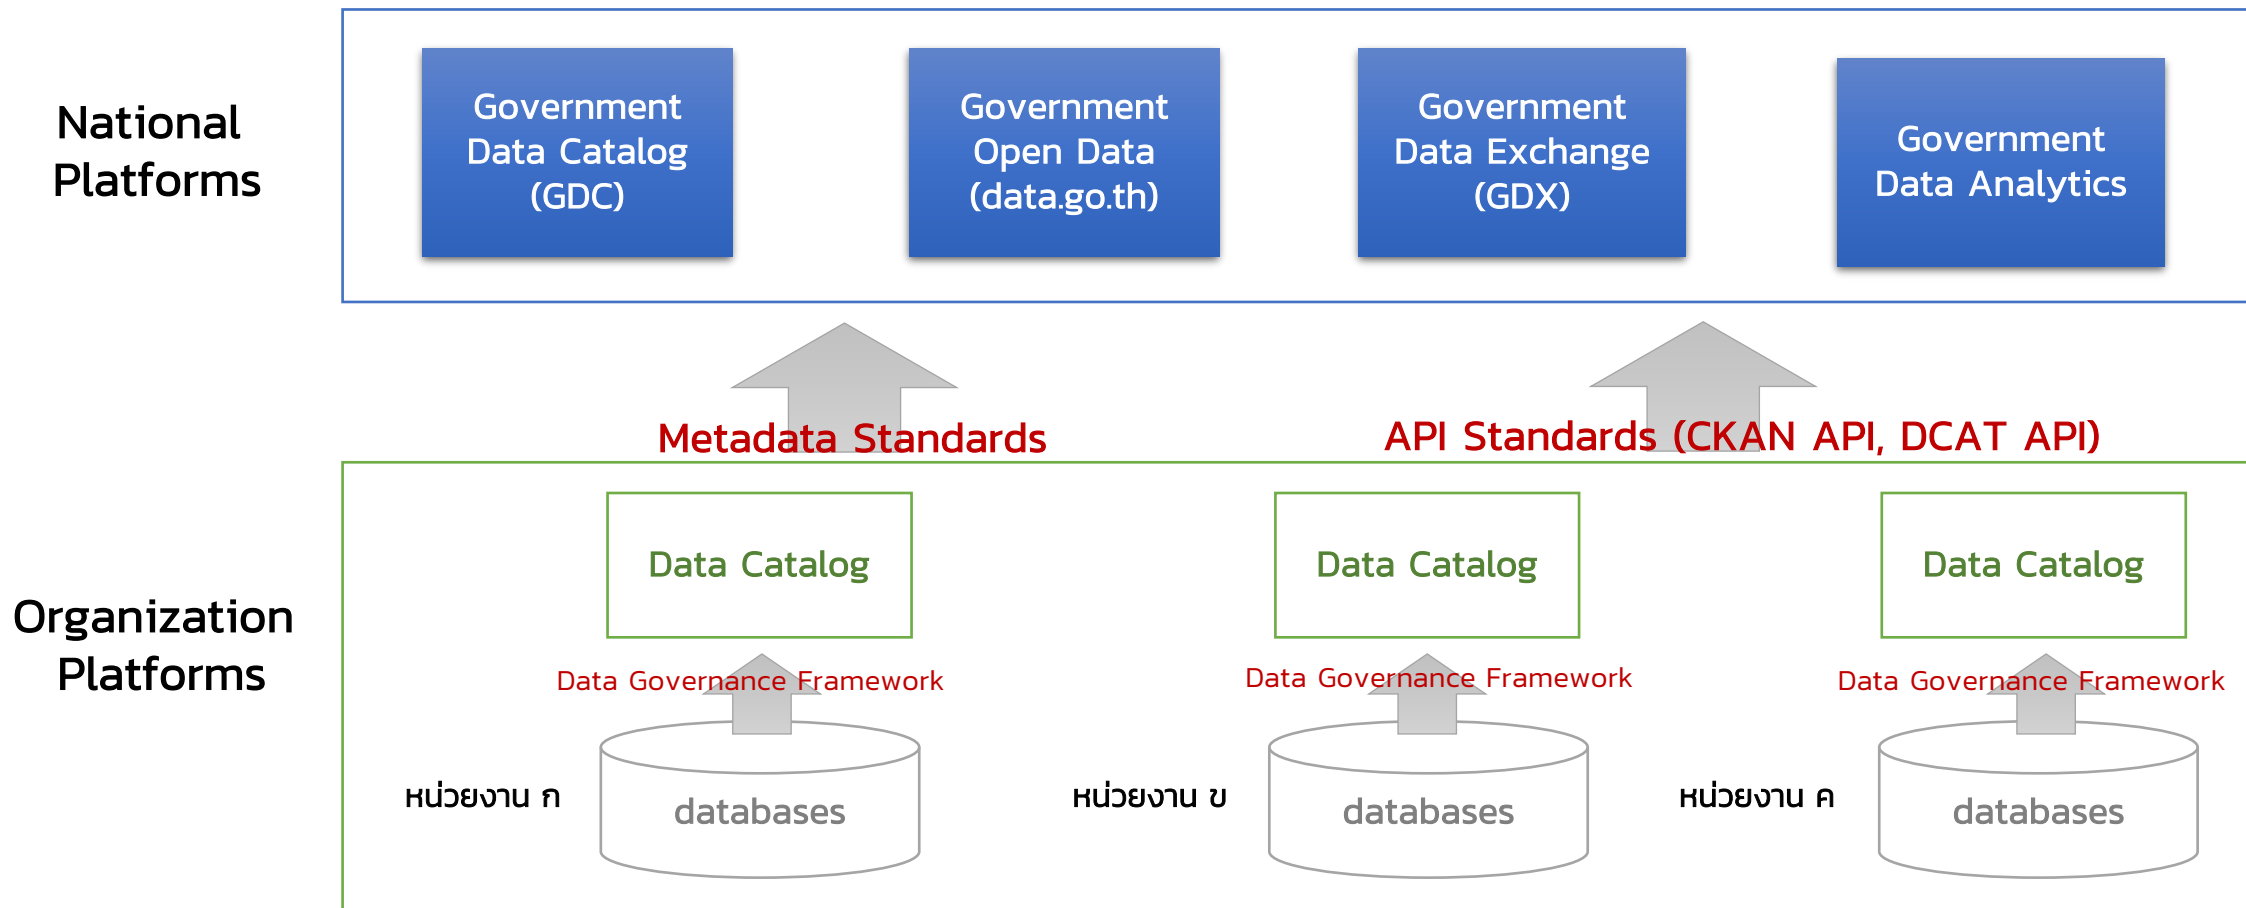 National
Platforms
Government
Data Catalog
(GDC)
Government
Open Data
(data.go.th)
Government
Data Exchange
(GDX)
Government
Data Analytics
Metadata Standards
API Standards (CKAN API, DCAT API)
Organization
Platforms
Data Catalog
Data Catalog
Data Catalog
Data Governance Framework
Data Governance Framework
Data Governance Framework
หน่วยงาน ก
databases
หน่วยงาน ข
databases
หน่วยงาน ค
databases